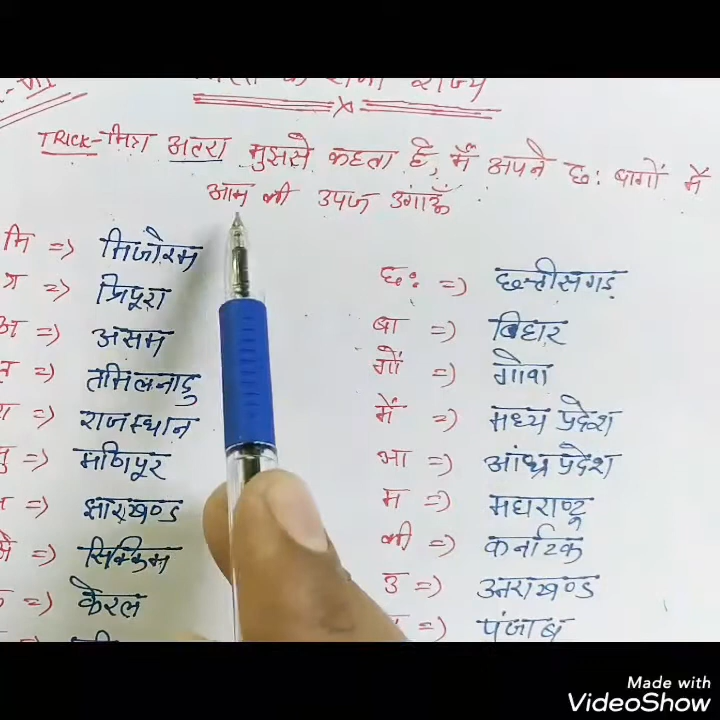 राज्य
TRICK- मित्रा अतरा मुझसे कहता है, मैं अपने छः बागों में
आम की उपज उगाऊँ
मि => मिजोरम
त्र => त्रिपुरा
अ => असम
=> तमिलनाडु
=> राजस्थान
मु => मणिपुर
=> झारखण्ड
से => सिक्किम
=> केरल
छः => छत्तीसगढ़
बा => बिहार
गों => गोवा
में => मध्य प्रदेश
आ => आंध्र प्रदेश
म => महाराष्ट्र
की => कर्नाटक
उ => उत्तराखण्ड
=> पंजाब
Made with
VideoShow